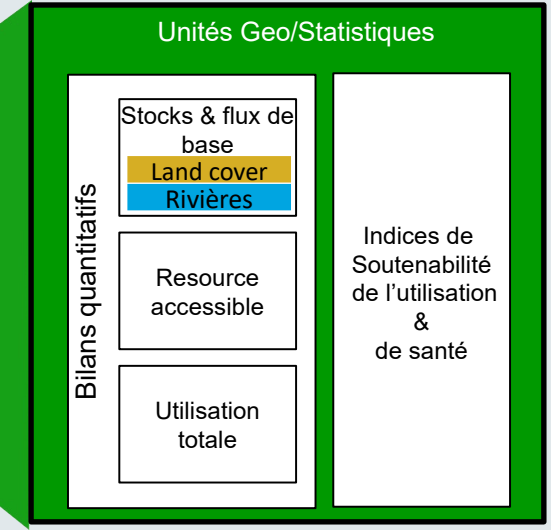 Unités Geo/Statistiques
Bilans quantitatifs
Stocks & flux de
base
Land cover
Rivières
Resource
accessible
Utilisation
totale
Indices de
Soutenabilité
de l'utilisation
&
de santé